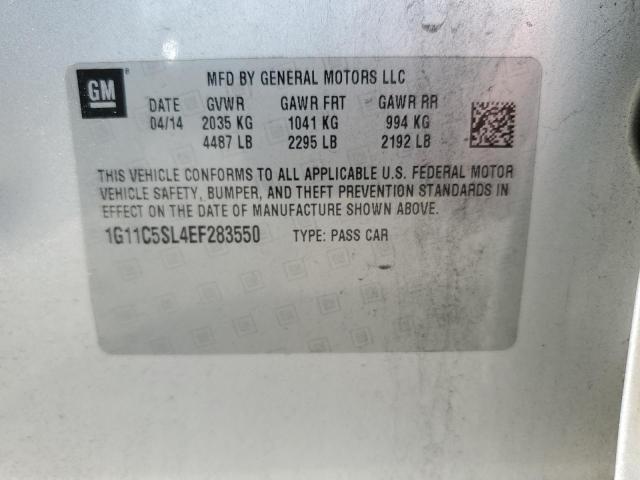 GM
MFD BY GENERAL MOTORS LLC
DATE GVWR GAWR FRT GAWR RR
04/14 2035 KG 1041 KG 994 KG
4487 LB 2295 LB 2192 LB
THIS VEHICLE CONFORMS TO ALL APPLICABLE U.S. FEDERAL MOTOR
VEHICLE SAFETY, BUMPER, AND THEFT PREVENTION STANDARDS IN
EFFECT ON THE DATE OF MANUFACTURE SHOWN ABOVE.
1G11C5SL4EF283550 TYPE: PASS CAR